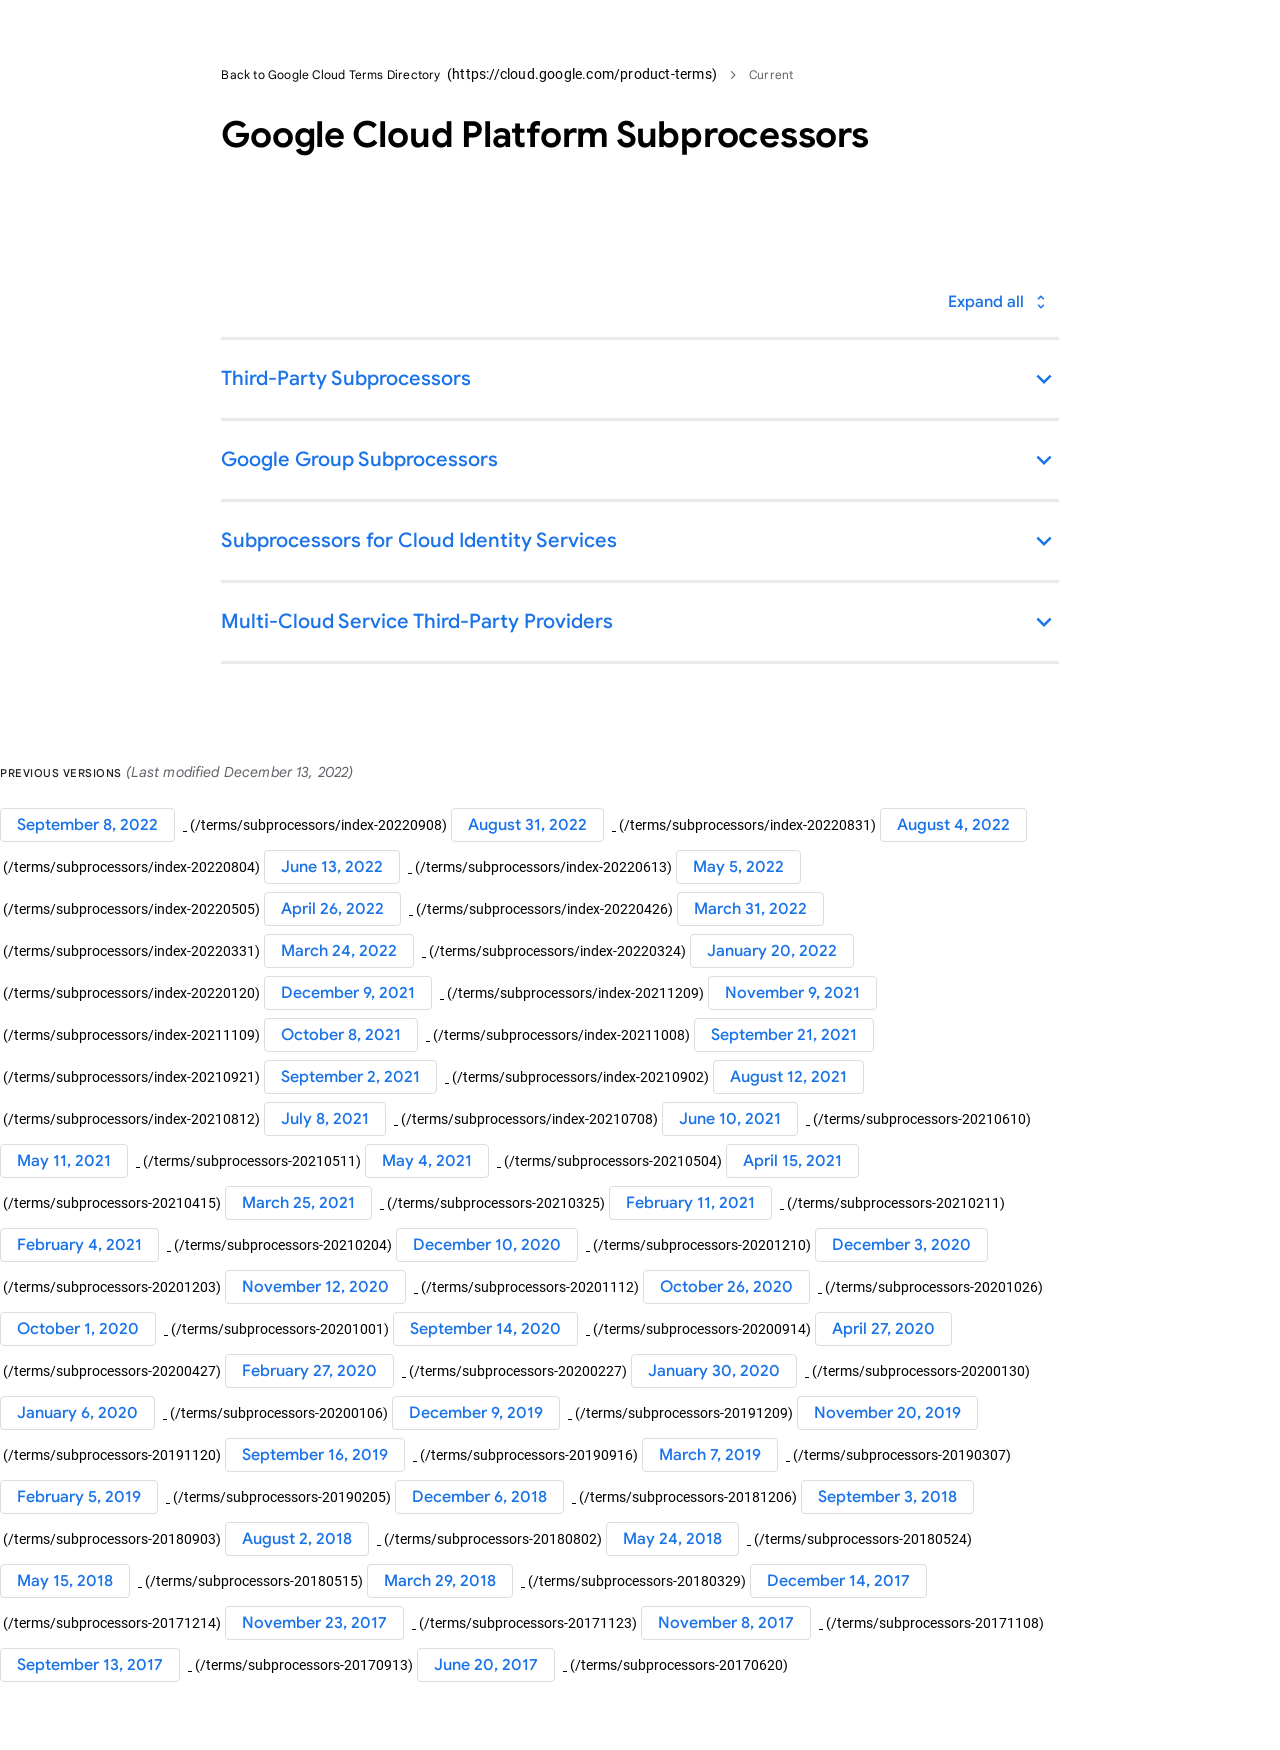 Back to Google Cloud Terms Directory (https://cloud.google.com/product-terms) > Current
Google Cloud Platform Subprocessors
Expand all
Third-Party Subprocessors
Google Group Subprocessors
Subprocessors for Cloud Identity Services
Multi-Cloud Service Third-Party Providers
PREVIOUS VERSIONS (Last modified December 13, 2022)
September 8, 2022 (/terms/subprocessors/index-20220908) August 31, 2022 (/terms/subprocessors/index-20220831) August 4, 2022
(/terms/subprocessors/index-20220804) June 13, 2022 (/terms/subprocessors/index-20220613) May 5, 2022
(/terms/subprocessors/index-20220505) April 26, 2022 (/terms/subprocessors/index-20220426) March 31, 2022
(/terms/subprocessors/index-20220331) March 24, 2022 (/terms/subprocessors/index-20220324) January 20, 2022
(/terms/subprocessors/index-20220120) December 9, 2021 (/terms/subprocessors/index-20211209) November 9, 2021
(/terms/subprocessors/index-20211109) October 8, 2021 (/terms/subprocessors/index-20211008) September 21, 2021
(/terms/subprocessors/index-20210921) September 2, 2021 (/terms/subprocessors/index-20210902) August 12, 2021
(/terms/subprocessors/index-20210812) July 8, 2021 (/terms/subprocessors/index-20210708) June 10, 2021 (/terms/subprocessors-20210610)
May 11, 2021 (/terms/subprocessors-20210511) May 4, 2021 (/terms/subprocessors-20210504) April 15, 2021
(/terms/subprocessors-20210415) March 25, 2021 (/terms/subprocessors-20210325) February 11, 2021 (/terms/subprocessors-20210211)
February 4, 2021 (/terms/subprocessors-20210204) December 10, 2020 (/terms/subprocessors-20201210) December 3, 2020
(/terms/subprocessors-20201203) November 12, 2020 (/terms/subprocessors-20201112) October 26, 2020 (/terms/subprocessors-20201026)
October 1, 2020 (/terms/subprocessors-20201001) September 14, 2020 (/terms/subprocessors-20200914) April 27, 2020
(/terms/subprocessors-20200427) February 27, 2020 (/terms/subprocessors-20200227) January 30, 2020 (/terms/subprocessors-20200130)
January 6, 2020 (/terms/subprocessors-20200106) December 9, 2019 (/terms/subprocessors-20191209) November 20, 2019
(/terms/subprocessors-20191120) September 16, 2019 (/terms/subprocessors-20190916) March 7, 2019 (/terms/subprocessors-20190307)
February 5, 2019 (/terms/subprocessors-20190205) December 6, 2018 (/terms/subprocessors-20181206) September 3, 2018
(/terms/subprocessors-20180903) August 2, 2018 (/terms/subprocessors-20180802) May 24, 2018 (/terms/subprocessors-20180524)
May 15, 2018 (/terms/subprocessors-20180515) March 29, 2018 (/terms/subprocessors-20180329) December 14, 2017
(/terms/subprocessors-20171214) November 23, 2017 (/terms/subprocessors-20171123) November 8, 2017 (/terms/subprocessors-20171108)
September 13, 2017 (/terms/subprocessors-20170913) June 20, 2017 (/terms/subprocessors-20170620)